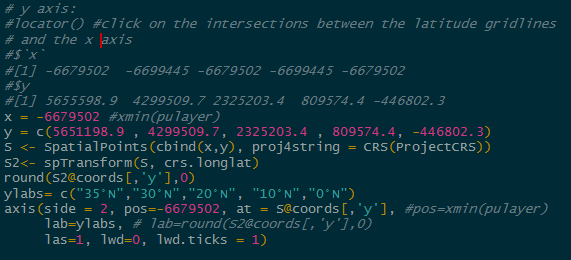 # y axis:
#locator() #click on the intersections between the latitude gridlines
# and the x axis
#$`x`
#[1] -6679502  -6699445 -6679502 -6699445 -6679502
#$y
#[1] 5655598.9  4299509.7 2325203.4  809574.4 -446802.3
x = -6679502 #xmin(pulayer)
y = c(5651198.9 , 4299509.7, 2325203.4 , 809574.4, -446802.3)
S <- SpatialPoints(cbind(x,y), proj4string = CRS(ProjectCRS))
S2<- spTransform(S, crs.longlat)
round(S2@coords[,'y'],0)
ylabs= c("35°N","30°N","20°N", "10°N","0°N")
axis(side = 2, pos=-6679502, at = S@coords[,'y'], #pos=xmin(pulayer)
     lab=ylabs, # lab=round(S2@coords[,'y'],0)
     las=1, lwd=0, lwd.ticks = 1)